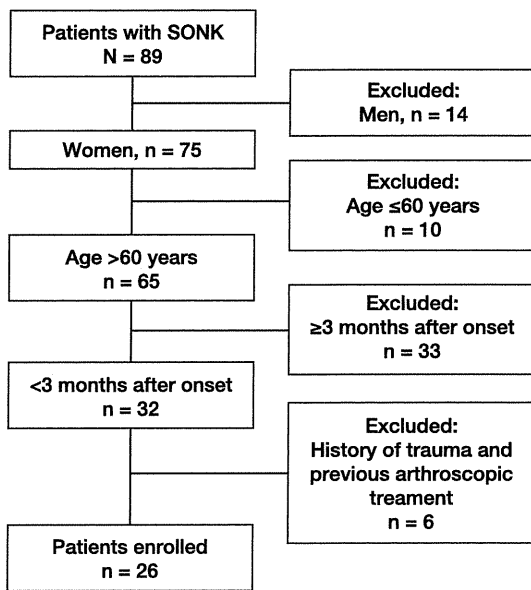 Patients with SONK
N = 89
Excluded:
Men, n = 14
Women, n = 75
Excluded:
Age ≤60 years
n = 10
Age >60 years
n = 65
Excluded:
≥3 months after onset
n = 33
<3 months after onset
n = 32
Excluded:
History of trauma and
previous arthroscopic
treament
n = 6
Patients enrolled
n = 26